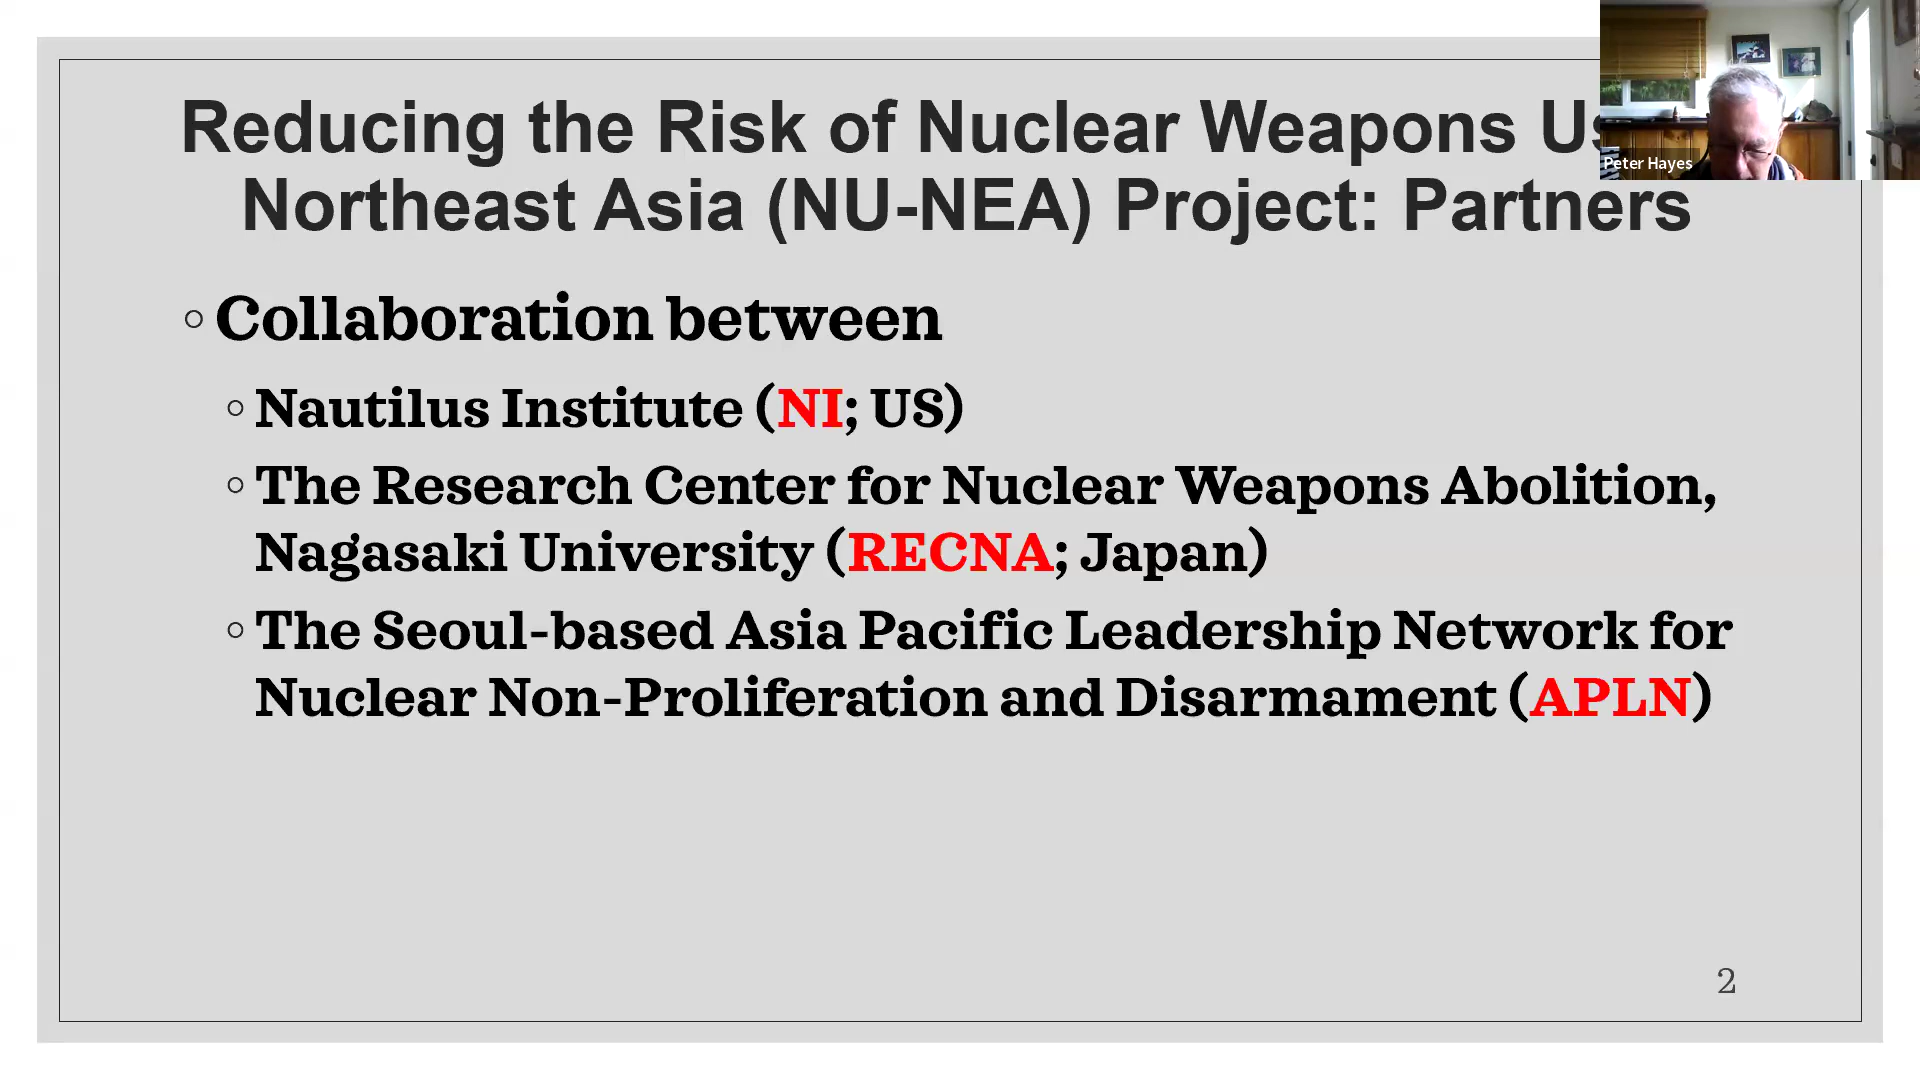 Reducing the Risk of Nuclear Weapons
Northeast Asia (NU-NEA) Project: Partners
Peter Hayes
◦ Collaboration between
◦ Nautilus Institute (NI; US)
◦ The Research Center for Nuclear Weapons Abolition,
Nagasaki University (RECNA; Japan)
◦ The Seoul-based Asia Pacific Leadership Network for
Nuclear Non-Proliferation and Disarmament (APLN)
2